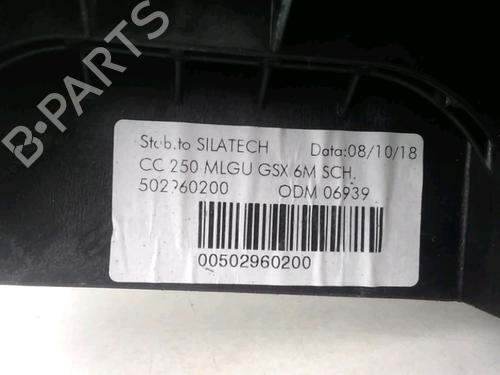 B-PARTS
Stab.to SILATECH Data:08/10/18
CC 250 MLGU GSX 6M SCH.
502960200 ODM 06939
00502960200